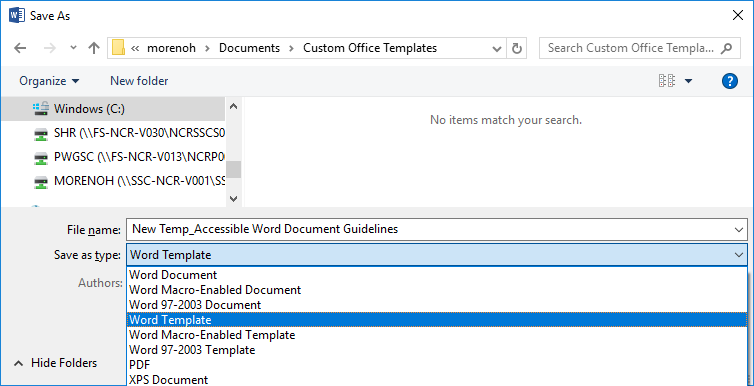 Save As
morenoh > Documents > Custom Office Templates
Search Custom Office Templa...
Organize
New folder
Windows (C:)
SHR (\\FS-NCR-V030\NCRSSCS0
PWGSC (\\FS-NCR-V013\NCRP0
MORENOH (\\SSC-NCR-V001\SS
No items match your search.
File name: New Temp_Accessible Word Document Guidelines
Save as type: Word Template
Authors:
Word Document
Word Macro-Enabled Document
Word 97-2003 Document
Word Template
Word Macro-Enabled Template
Word 97-2003 Template
PDF
XPS Document
Hide Folders